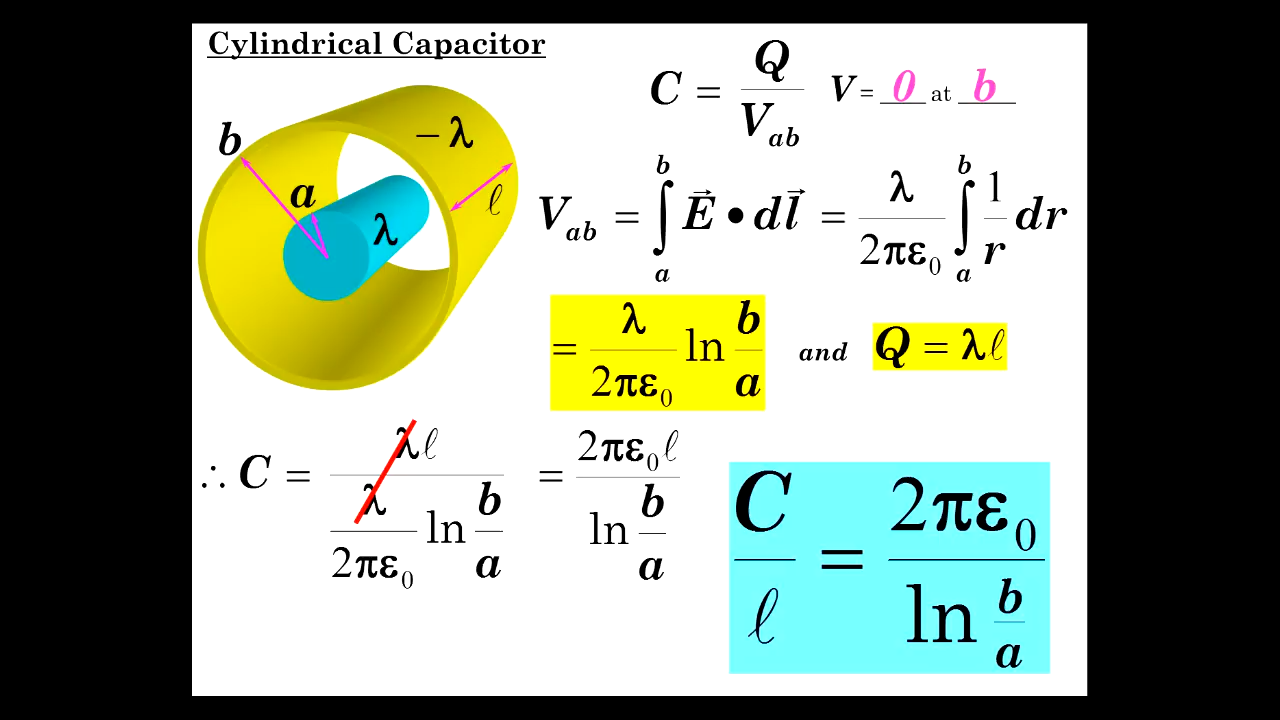 Cylindrical Capacitor
C = Q / V_ab   V = 0 at b
b
a
λ
– λ
ℓ
V_ab = ∫_a^b E⃗ • dl⃗ = λ / 2πε₀ ∫_a^b 1/r dr
= λ / 2πε₀ ln b/a   and   Q = λℓ
∴ C = λℓ / (λ / 2πε₀ ln b/a) = 2πε₀ℓ / ln b/a
C / ℓ = 2πε₀ / ln b/a